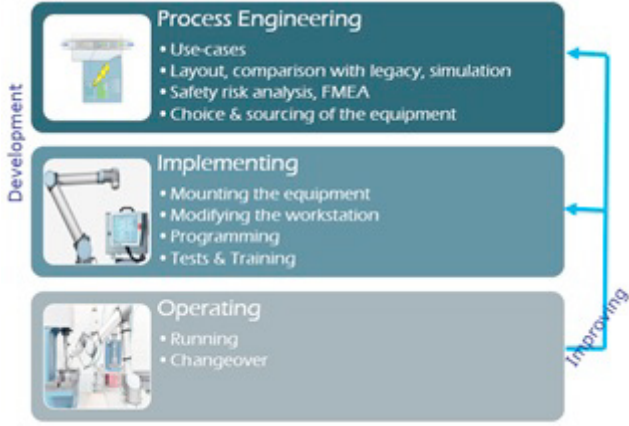 Development
Process Engineering
• Use-cases
• Layout, comparison with legacy, simulation
• Safety risk analysis, FMEA
• Choice & sourcing of the equipment
Implementing
• Mounting the equipment
• Modifying the workstation
• Programming
• Tests & Training
Operating
• Running
• Changeover
Improving